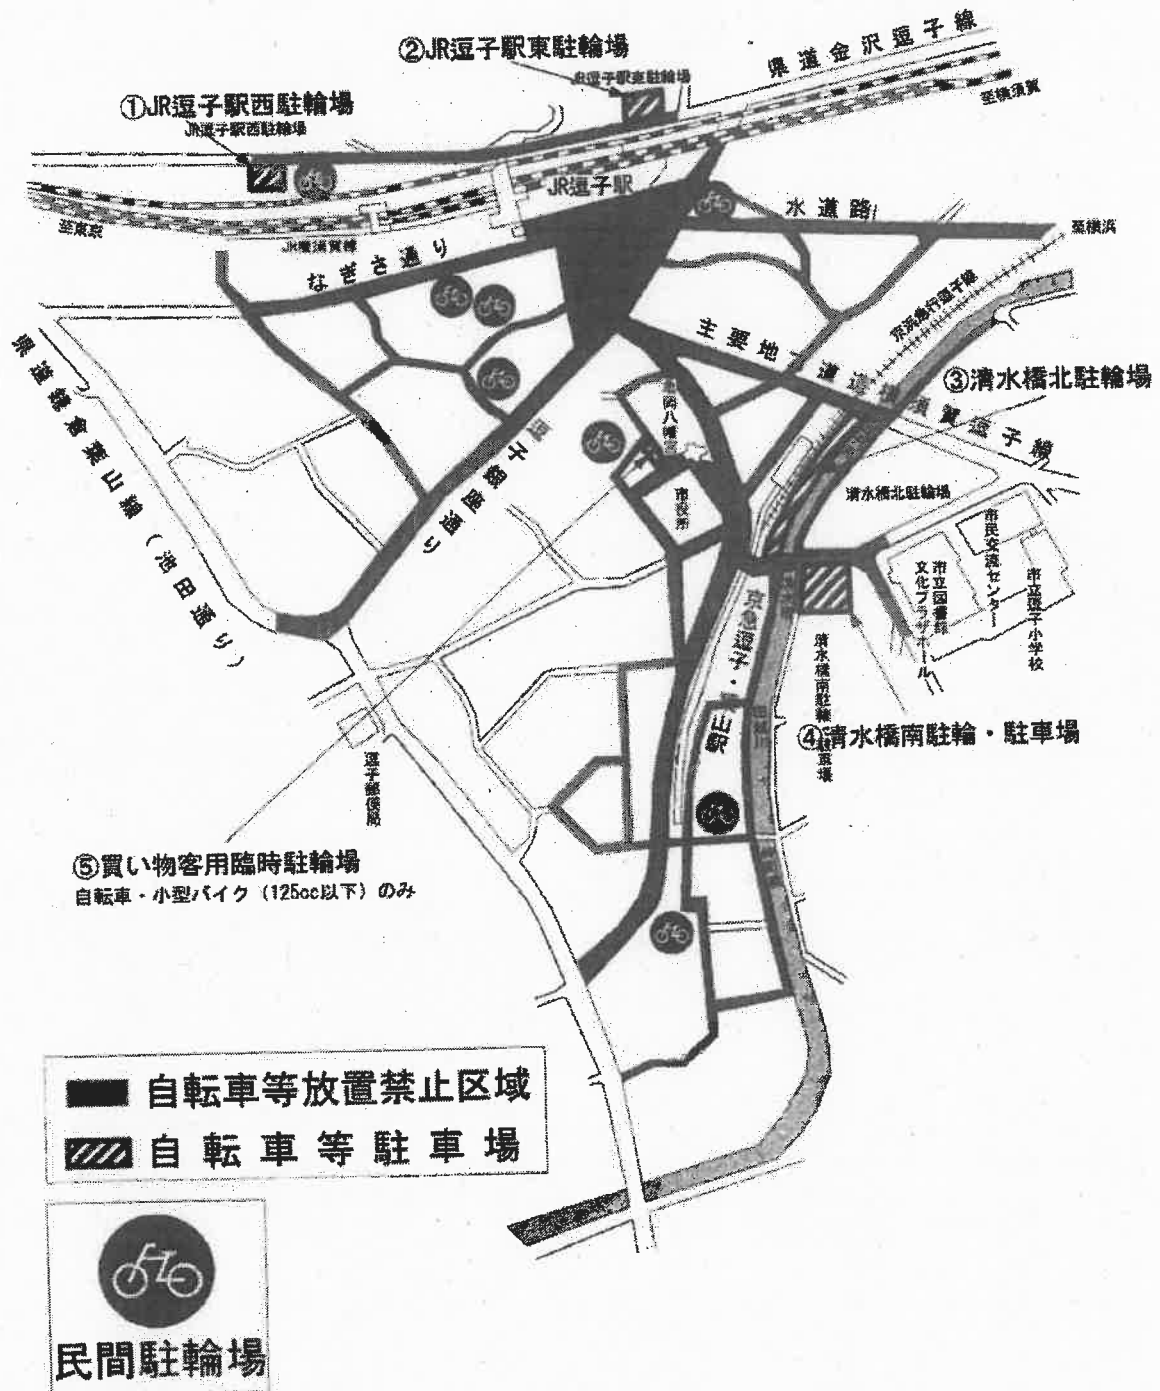 ②JR逗子駅東駐輪場
JR逗子駅東駐輪場
県道金沢逗子線
至横須賀
①JR逗子駅西駐輪場
JR逗子駅西駐輪場
JR逗子駅
水道路
至横浜
至東京
JR横須賀線
なぎさ通り
京浜急行逗子線
主要地方道横須賀逗子線
県道鎌倉葉山線(池田通り)
③清水橋北駐輪場
亀岡八幡宮
逗子銀座通り
市役所
清水橋北駐輪場
市民交流センター
市立図書館
文化プラザホール
市立逗子小学校
京急逗子・
田越川
④清水橋南駐輪・駐車場
逗子郵便局
⑤買い物客用臨時駐輪場
自転車・小型バイク(125cc以下)のみ
自転車等放置禁止区域
自転車等駐車場
民間駐輪場